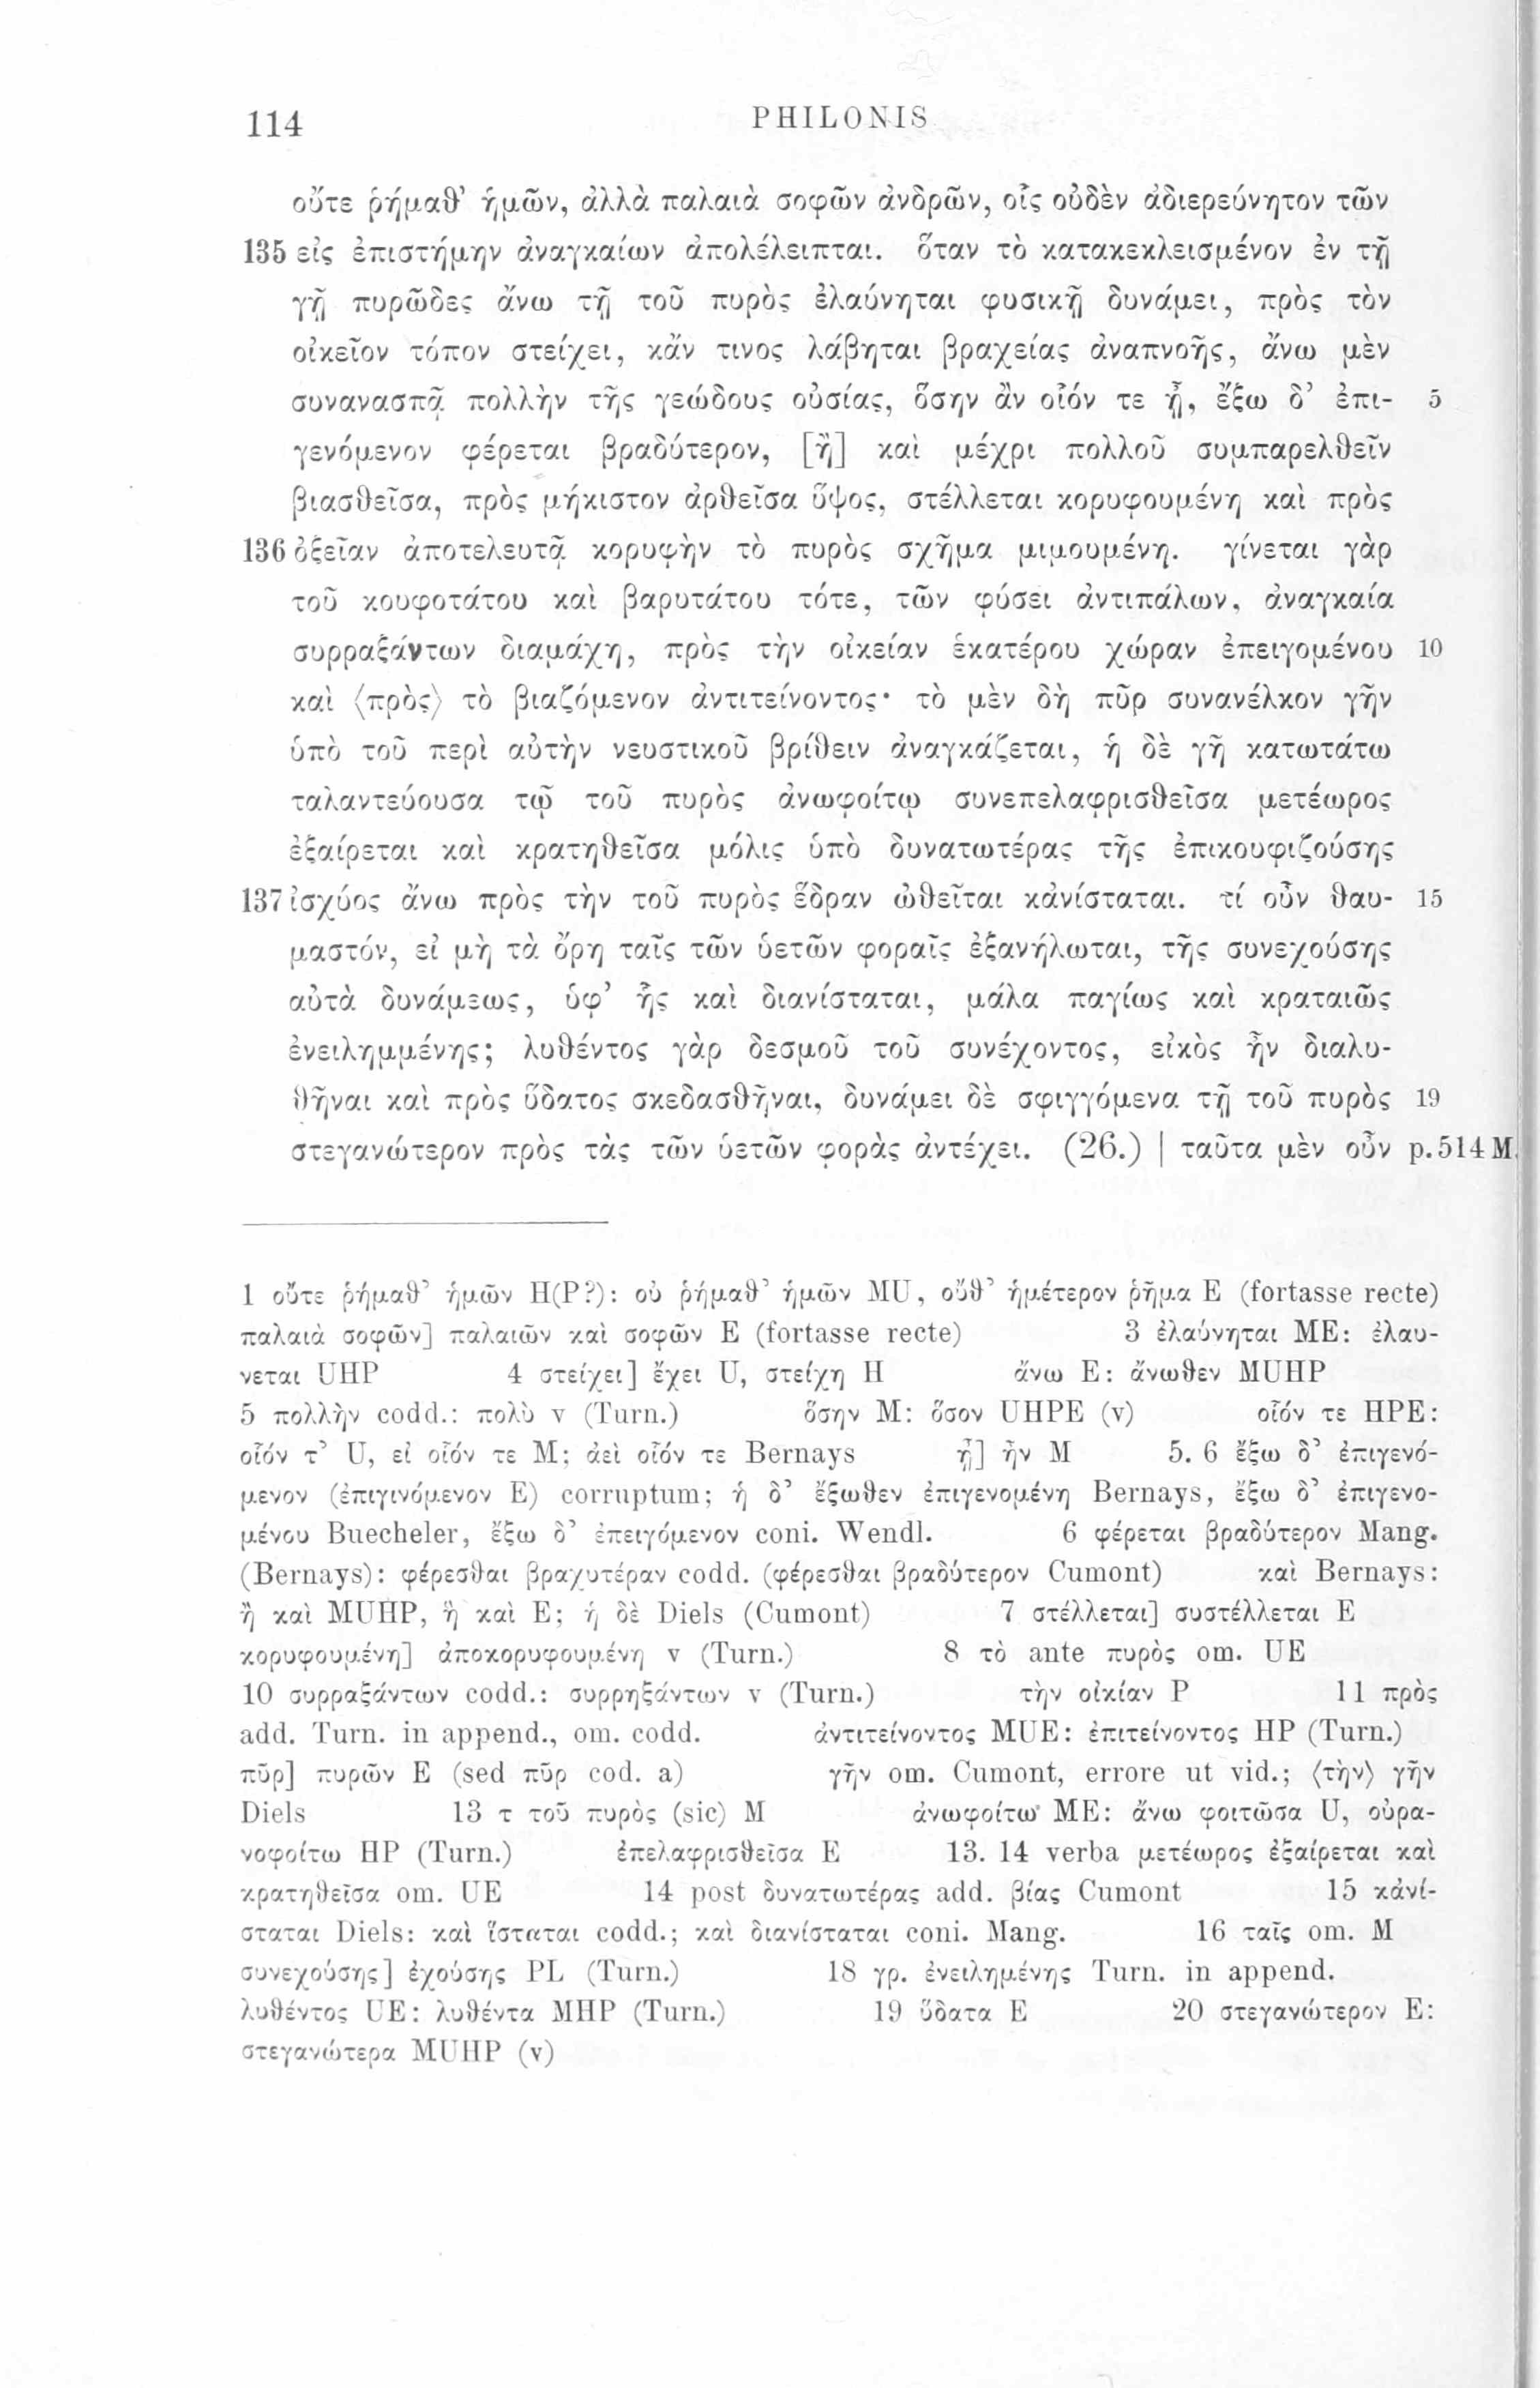 114
PHILONIS
οὔτε ῥήμαθ’ ἡμῶν, ἀλλὰ παλαιὰ σοφῶν ἀνδρῶν, οἷς οὐδὲν ἀδιερεύνητον τῶν
135 εἰς ἐπιστήμην ἀναγκαίων ἀπολέλειπται. ὅταν τὸ κατακεκλεισμένον ἐν τῇ
γῇ πυρῶδες ἄνω τῇ τοῦ πυρὸς ἐλαύνηται φυσικῇ δυνάμει, πρὸς τὸν
οἰκεῖον τόπον στείχει, κἄν τινος λάβηται βραχείας ἀναπνοῆς, ἄνω μὲν
συνανασπᾷ πολλὴν τῆς γεώδους οὐσίας, ὅσην ἂν οἷόν τε ᾖ, ἔξω δ’ ἐπι- 5
γενόμενον φέρεται βραδύτερον, [ἢ] καὶ μέχρι πολλοῦ συμπαρελθεῖν
βιασθεῖσα, πρὸς μήκιστον ἀρθεῖσα ὕψος, στέλλεται κορυφουμένη καὶ πρὸς
136 ὀξεῖαν ἀποτελευτᾷ κορυφὴν τὸ πυρὸς σχῆμα μιμουμένη. γίνεται γὰρ
τοῦ κουφοτάτου καὶ βαρυτάτου τότε, τῶν φύσει ἀντιπάλων, ἀναγκαία
συρραξάντων διαμάχη, πρὸς τὴν οἰκείαν ἑκατέρου χώραν ἐπειγομένου 10
καὶ ⟨πρὸς⟩ τὸ βιαζόμενον ἀντιτείνοντος· τὸ μὲν δὴ πῦρ συνανέλκον γῆν
ὑπὸ τοῦ περὶ αὐτὴν νευστικοῦ βρίθειν ἀναγκάζεται, ἡ δὲ γῆ κατωτάτω
ταλαντεύουσα τῷ τοῦ πυρὸς ἀνωφοίτῳ συνεπελαφρισθεῖσα μετέωρος
ἐξαίρεται καὶ κρατηθεῖσα μόλις ὑπὸ δυνατωτέρας τῆς ἐπικουφιζούσης
137 ἰσχύος ἄνω πρὸς τὴν τοῦ πυρὸς ἕδραν ὠθεῖται κἀνίσταται. τί οὖν θαυ- 15
μαστόν, εἰ μὴ τὰ ὄρη ταῖς τῶν ὑετῶν φοραῖς ἐξανήλωται, τῆς συνεχούσης
αὐτὰ δυνάμεως, ὑφ’ ἧς καὶ διανίσταται, μάλα παγίως καὶ κραταιῶς
ἐνειλημμένης; λυθέντος γὰρ δεσμοῦ τοῦ συνέχοντος, εἰκὸς ἦν διαλυ-
θῆναι καὶ πρὸς ὕδατος σκεδασθῆναι, δυνάμει δὲ σφιγγόμενα τῇ τοῦ πυρὸς 19
στεγανώτερον πρὸς τὰς τῶν ὑετῶν φορὰς ἀντέχει. (26.) | ταῦτα μὲν οὖν p. 514 M.
1 οὔτε ῥήμαθ’ ἡμῶν H(P?): οὐ ῥήμαθ’ ἡμῶν MU, οὔθ’ ἡμέτερον ῥῆμα E (fortasse recte)
παλαιὰ σοφῶν] παλαιῶν καὶ σοφῶν E (fortasse recte) 3 ἐλαύνηται ME: ἐλαυ-
νεται UHP 4 στείχει] ἔχει U, στείχη H ἄνω E: ἄνωθεν MUHP
5 πολλὴν codd.: πολὺ v (Turn.) ὅσην M: ὅσον UHPE (v) οἷόν τε HPE:
οἷόν τ’ U, εἰ οἷόν τε M; ἀεὶ οἷόν τε Bernays ᾖ] ἦν M 5. 6 ἔξω δ’ ἐπιγενό-
μενον (ἐπιγινόμενον E) corruptum; ἡ δ’ ἔξωθεν ἐπιγενομένη Bernays, ἔξω δ’ ἐπιγενο-
μένου Buecheler, ἔξω δ’ ἐπειγόμενον coni. Wendl. 6 φέρεται βραδύτερον Mang.
(Bernays): φέρεσθαι βραχυτέραν codd. (φέρεσθαι βραδύτερον Cumont) καὶ Bernays:
ἢ καὶ MUHP, ἣ καὶ E; ἡ δὲ Diels (Cumont) 7 στέλλεται] συστέλλεται E
κορυφουμένη] ἀποκορυφουμένη v (Turn.) 8 τὸ ante πυρὸς om. UE
10 συρραξάντων codd.: συρρηξάντων v (Turn.) τὴν οἰκίαν P 11 πρὸς
add. Turn. in append., om. codd. ἀντιτείνοντος MUE: ἐπιτείνοντος HP (Turn.)
πῦρ] πυρῶν E (sed πῦρ cod. a) γῆν om. Cumont, errore ut vid.; ⟨τὴν⟩ γῆν
Diels 13 τ τοῦ πυρὸς (sic) M ἀνωφοίτω ME: ἄνω φοιτῶσα U, οὐρα-
νοφοίτω HP (Turn.) ἐπελαφρισθεῖσα E 13. 14 verba μετέωρος ἐξαίρεται καὶ
κρατηθεῖσα om. UE 14 post δυνατωτέρας add. βίας Cumont 15 κἀνί-
σταται Diels: καὶ ἵσταται codd.; καὶ διανίσταται coni. Mang. 16 ταῖς om. M
συνεχούσης] ἐχούσης PL (Turn.) 18 γρ. ἐνειλημένης Turn. in append.
λυθέντος UE: λυθέντα MHP (Turn.) 19 ὕδατα E 20 στεγανώτερον E:
στεγανώτερα MUHP (v)